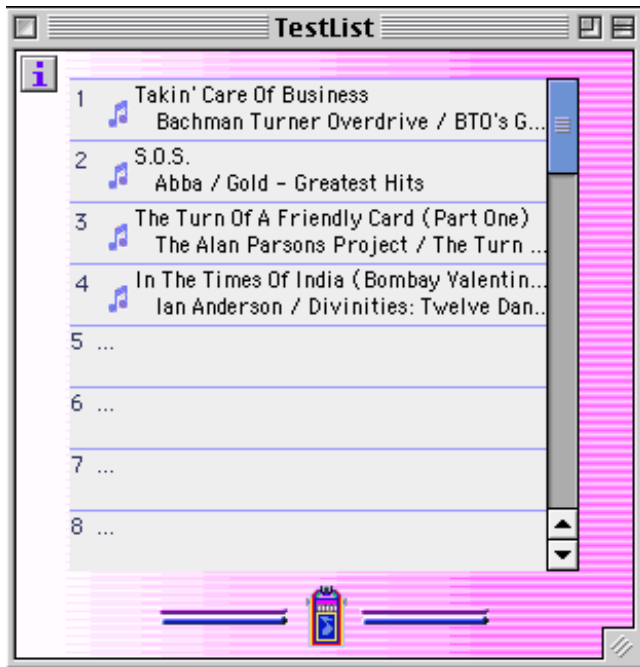 TestList
i
1 Takin' Care Of Business
Bachman Turner Overdrive / BTO's G...
2 S.O.S.
Abba / Gold - Greatest Hits
3 The Turn Of A Friendly Card (Part One)
The Alan Parsons Project / The Turn ...
4 In The Times Of India (Bombay Valentin...
Ian Anderson / Divinities: Twelve Dan...
5 ...
6 ...
7 ...
8 ...